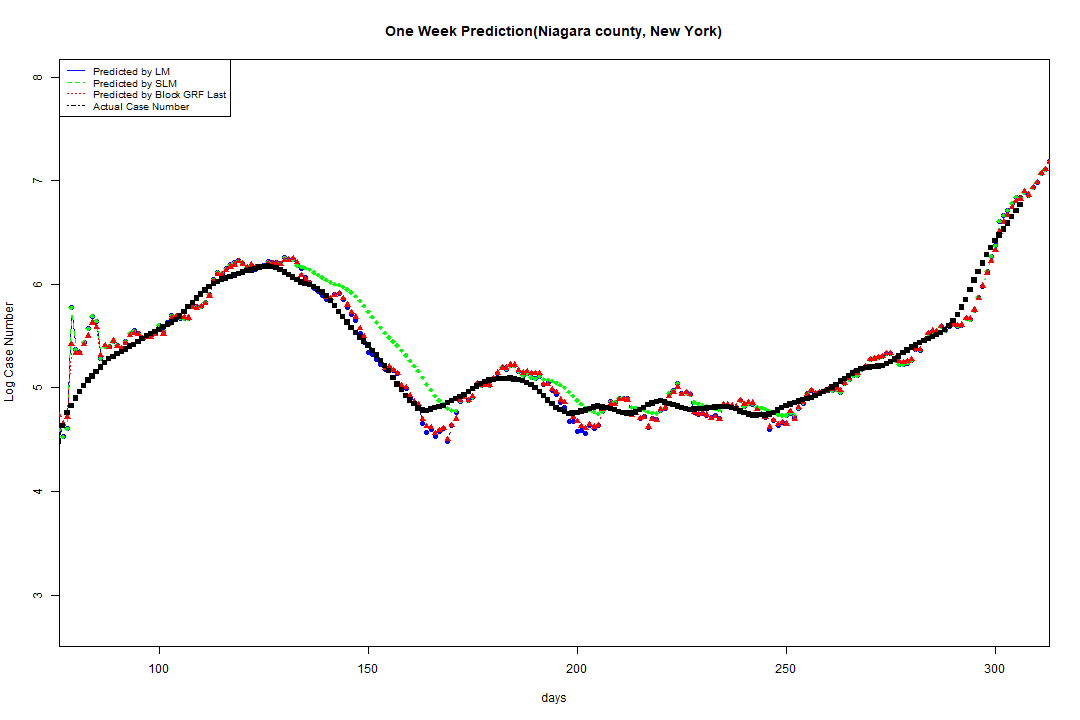 One Week Prediction(Niagara county, New York)
Predicted by LM
Predicted by SLM
Predicted by Block GRF Last
Actual Case Number
8
7
6
5
4
3
Log Case Number
100 150 200 250 300
days